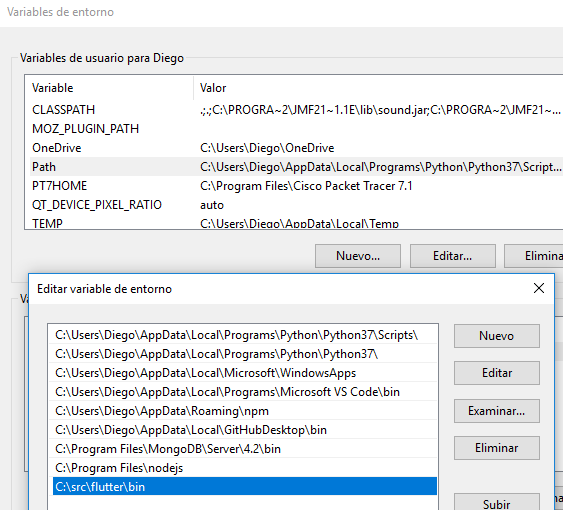 Variables de entorno
Variables de usuario para Diego
Variable Valor
CLASSPATH .;.;C:\PROGRA~2\JMF21~1.1E\lib\sound.jar;C:\PROGRA~2\JMF21~...
MOZ_PLUGIN_PATH
OneDrive C:\Users\Diego\OneDrive
Path C:\Users\Diego\AppData\Local\Programs\Python\Python37\Script...
PT7HOME C:\Program Files\Cisco Packet Tracer 7.1
QT_DEVICE_PIXEL_RATIO auto
TEMP C:\Users\Diego\AppData\Local\Temp
Nuevo... Editar... Elimina
Va
Editar variable de entorno
C:\Users\Diego\AppData\Local\Programs\Python\Python37\Scripts\ Nuevo
C:\Users\Diego\AppData\Local\Programs\Python\Python37\
C:\Users\Diego\AppData\Local\Microsoft\WindowsApps Editar
C:\Users\Diego\AppData\Local\Programs\Microsoft VS Code\bin
C:\Users\Diego\AppData\Roaming\npm Examinar...
C:\Users\Diego\AppData\Local\GitHubDesktop\bin
C:\Program Files\MongoDB\Server\4.2\bin Eliminar
C:\Program Files\nodejs
C:\src\flutter\bin
Subir